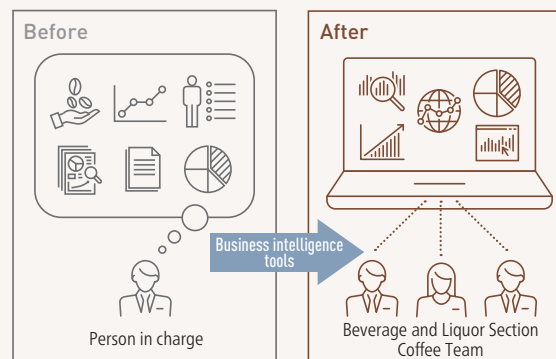 Before
After
Business intelligence
tools
Person in charge
Beverage and Liquor Section
Coffee Team